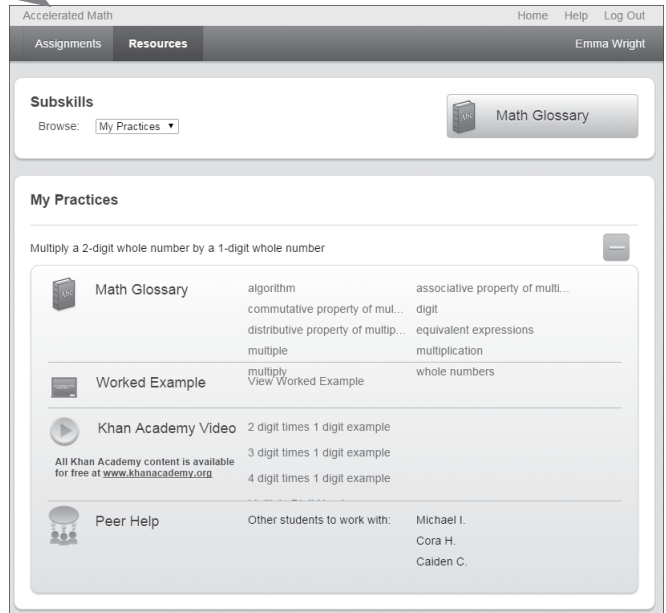 Accelerated Math Home Help Log Out
Assignments Resources Emma Wright
Subskills
Browse: My Practices ▼
Abc Math Glossary
My Practices
Multiply a 2-digit whole number by a 1-digit whole number
Abc Math Glossary algorithm associative property of multi...
commutative property of mul... digit
distributive property of multip... equivalent expressions
multiple multiplication
multiply whole numbers
Worked Example View Worked Example
Khan Academy Video 2 digit times 1 digit example
3 digit times 1 digit example
All Khan Academy content is available
for free at www.khanacademy.org
4 digit times 1 digit example
Peer Help Other students to work with: Michael I.
Cora H.
Caiden C.